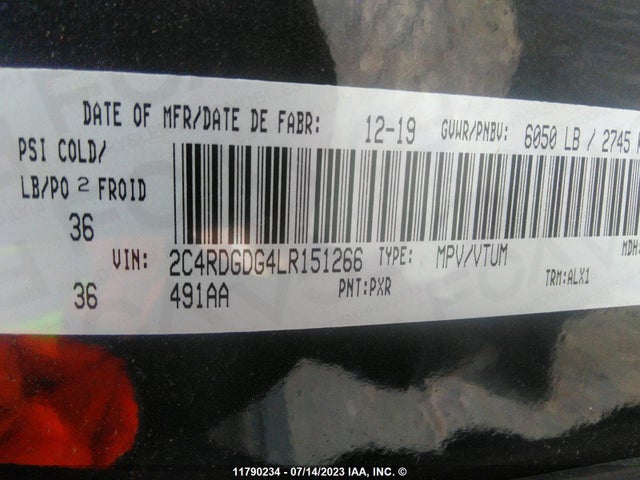 DATE OF MFR/DATE DE FABR: 12-19 GVWR/PNBV: 6050 LB / 2745
PSI COLD/
LB/PO 2 FROID
36
MDH:
VIN: 2C4RDGDG4LR151266 TYPE: MPV/VTUM
36 491AA PNT:PXR TRM:ALX1
11790234 - 07/14/2023 IAA, INC. ©